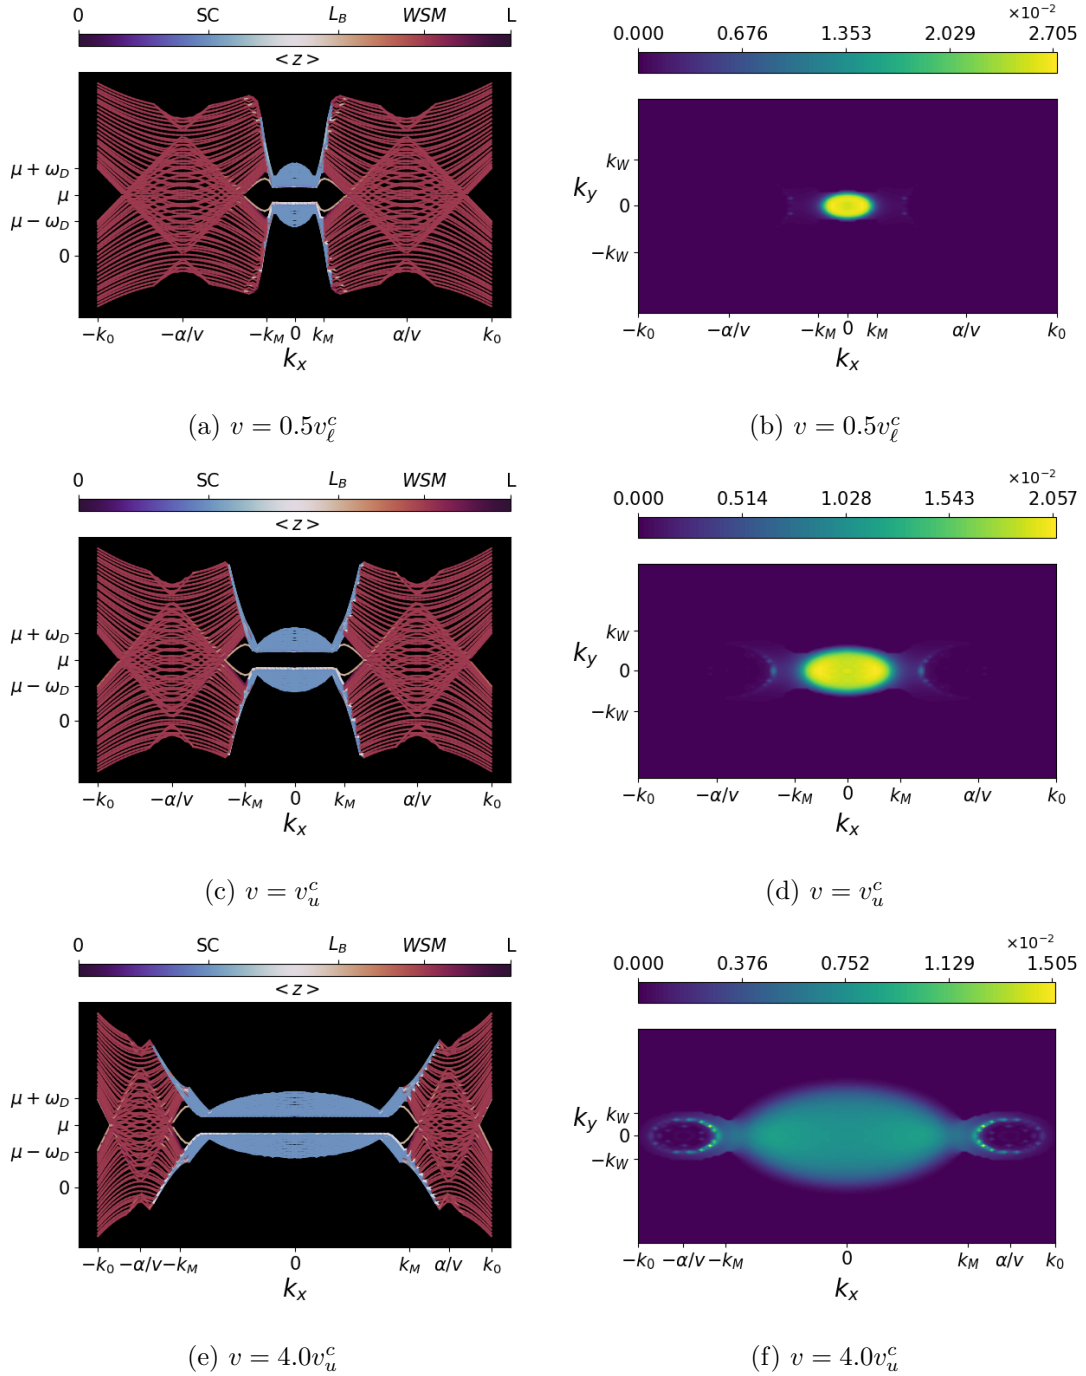 0 SC L_B WSM L
<z>
μ + ω_D
μ
μ − ω_D
0
−k_0 −α/v −k_M 0 k_M α/v k_0
k_x
(a) v = 0.5v_ℓ^c
×10^−2
0.000 0.676 1.353 2.029 2.705
k_W
k_y 0
−k_W
−k_0 −α/v −k_M 0 k_M α/v k_0
k_x
(b) v = 0.5v_ℓ^c
0 SC L_B WSM L
<z>
μ + ω_D
μ
μ − ω_D
0
−k_0 −α/v −k_M 0 k_M α/v k_0
k_x
(c) v = v_u^c
×10^−2
0.000 0.514 1.028 1.543 2.057
k_W
k_y 0
−k_W
−k_0 −α/v −k_M 0 k_M α/v k_0
k_x
(d) v = v_u^c
0 SC L_B WSM L
<z>
μ + ω_D
μ
μ − ω_D
0
−k_0 −α/v −k_M 0 k_M α/v k_0
k_x
(e) v = 4.0v_u^c
×10^−2
0.000 0.376 0.752 1.129 1.505
k_W
k_y 0
−k_W
−k_0 −α/v −k_M 0 k_M α/v k_0
k_x
(f) v = 4.0v_u^c